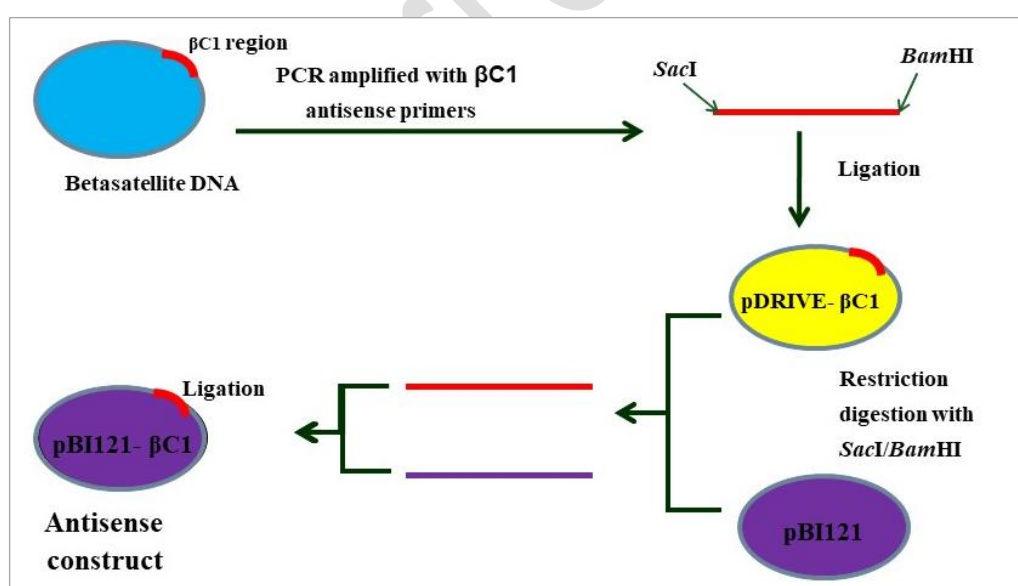 βC1 region
PCR amplified with βC1
antisense primers
SacI
BamHI
Betasatellite DNA
Ligation
pDRIVE- βC1
Restriction
digestion with
SacI/BamHI
Ligation
pBI121- βC1
pBI121
Antisense
construct